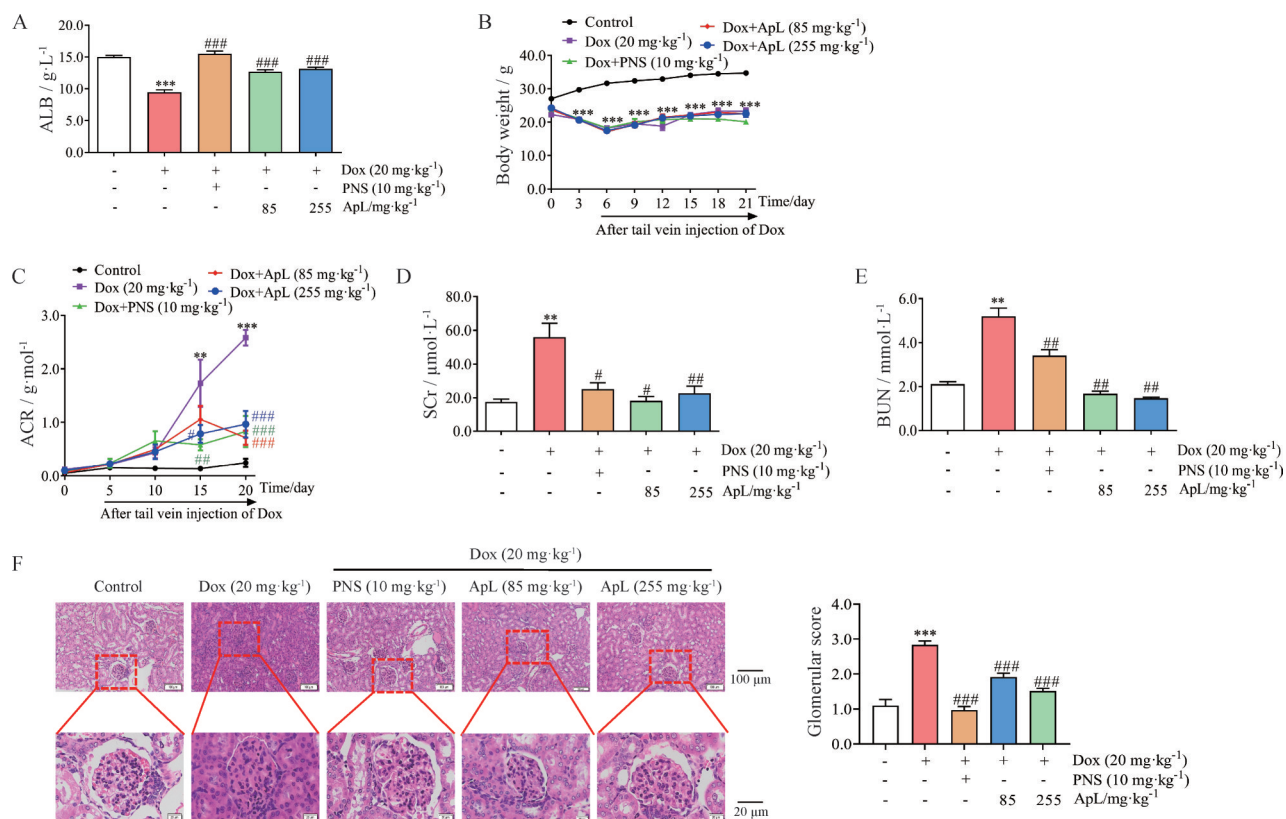 A
ALB / g·L⁻¹
20.0
15.0
10.0
5.0
0.0
*** ### ### ###
- + + + + Dox (20 mg·kg⁻¹)
- - + - - PNS (10 mg·kg⁻¹)
- - - 85 255 ApL/mg·kg⁻¹
B
Control
Dox (20 mg·kg⁻¹)
Dox+PNS (10 mg·kg⁻¹)
Dox+ApL (85 mg·kg⁻¹)
Dox+ApL (255 mg·kg⁻¹)
Body weight / g
40.0
30.0
20.0
10.0
0.0
*** *** *** *** *** *** ***
0 3 6 9 12 15 18 21 Time/day
After tail vein injection of Dox
C
Control
Dox (20 mg·kg⁻¹)
Dox+PNS (10 mg·kg⁻¹)
Dox+ApL (85 mg·kg⁻¹)
Dox+ApL (255 mg·kg⁻¹)
ACR / g·mol⁻¹
3.0
2.0
1.0
0.0
** ***
# ##
###
###
###
0 5 10 15 20 Time/day
After tail vein injection of Dox
D
SCr / μmol·L⁻¹
80.0
60.0
40.0
20.0
0.0
** # # ##
- + + + + Dox (20 mg·kg⁻¹)
- - + - - PNS (10 mg·kg⁻¹)
- - - 85 255 ApL/mg·kg⁻¹
E
BUN / mmol·L⁻¹
6.0
4.0
2.0
0.0
** ## ## ##
- + + + + Dox (20 mg·kg⁻¹)
- - + - - PNS (10 mg·kg⁻¹)
- - - 85 255 ApL/mg·kg⁻¹
F
Dox (20 mg·kg⁻¹)
Control Dox (20 mg·kg⁻¹) PNS (10 mg·kg⁻¹) ApL (85 mg·kg⁻¹) ApL (255 mg·kg⁻¹)
100 μm
20 μm
Glomerular score
4.0
3.0
2.0
1.0
0.0
*** ### ### ###
- + + + + Dox (20 mg·kg⁻¹)
- - + - - PNS (10 mg·kg⁻¹)
- - - 85 255 ApL/mg·kg⁻¹